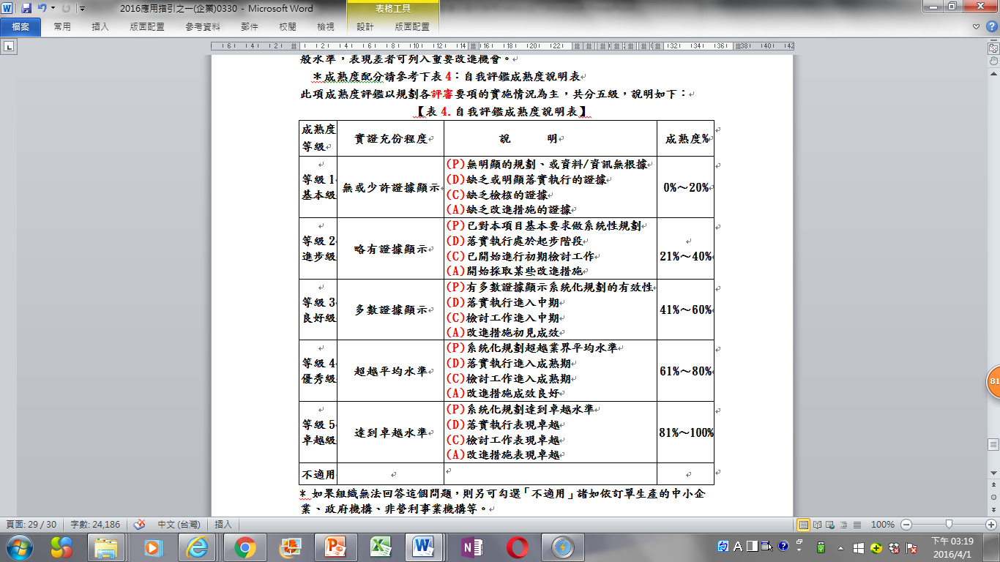 2016應用指引之一(企業)0330 - Microsoft Word
表格工具
檔案 常用 插入 版面配置 參考資料 郵件 校閱 檢視 設計 版面配置
般水準，表現差者可列入重要改進機會。
＊成熟度配分請參考下表4：自我評鑑成熟度說明表
此項成熟度評鑑以規劃各評審要項的實施情況為主，共分五級，說明如下：
【表4.自我評鑑成熟度說明表】
成熟度
等級
實證充份程度
說 明
成熟度%
等級1
基本級
無或少許證據顯示
(P)無明顯的規劃、或資料/資訊無根據
(D)缺乏或明顯落實執行的證據
(C)缺乏檢核的證據
(A)缺乏改進措施的證據
0%～20%
等級2
進步級
略有證據顯示
(P)已對本項目基本要求做系統性規劃
(D)落實執行處於起步階段
(C)已開始進行初期檢討工作
(A)開始採取某些改進措施
21%～40%
等級3
良好級
多數證據顯示
(P)有多數證據顯示系統化規劃的有效性
(D)落實執行進入中期
(C)檢討工作進入中期
(A)改進措施初見成效
41%～60%
等級4
優秀級
超越平均水準
(P)系統化規劃超越業界平均水準
(D)落實執行進入成熟期
(C)檢討工作進入成熟期
(A)改進措施成效良好
61%～80%
等級5
卓越級
達到卓越水準
(P)系統化規劃達到卓越水準
(D)落實執行表現卓越
(C)檢討工作表現卓越
(A)改進措施表現卓越
81%～100%
不適用
* 如果組織無法回答這個問題，則另可勾選「不適用」諸如依訂單生產的中小企
業、政府機構、非營利事業機構等。
81
頁面: 29 / 30 字數: 24,186 中文 (台灣) 插入 100%
下午 03:19
2016/4/1